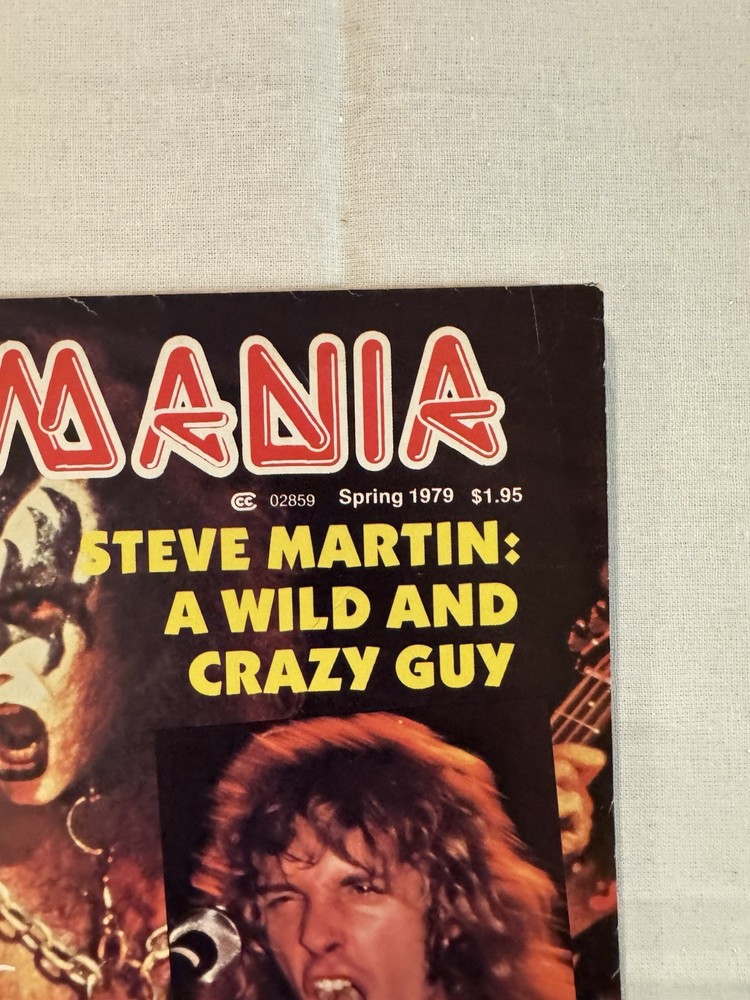 MANIA
CC 02859 Spring 1979 $1.95
STEVE MARTIN:
A WILD AND
CRAZY GUY